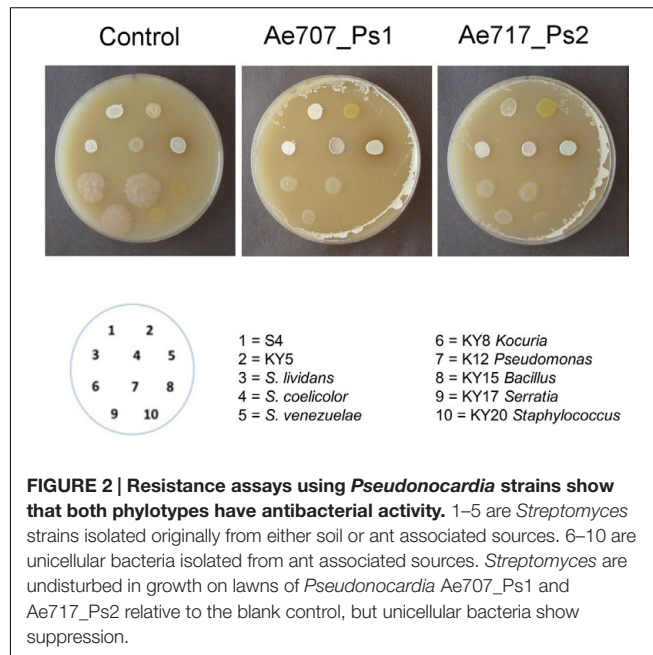 Control
Ae707_Ps1
Ae717_Ps2
1 2
3 4 5
6 7 8
9 10
1 = S4
2 = KY5
3 = S. lividans
4 = S. coelicolor
5 = S. venezuelae
6 = KY8 Kocuria
7 = K12 Pseudomonas
8 = KY15 Bacillus
9 = KY17 Serratia
10 = KY20 Staphylococcus
FIGURE 2 | Resistance assays using Pseudonocardia strains show
that both phylotypes have antibacterial activity. 1–5 are Streptomyces
strains isolated originally from either soil or ant associated sources. 6–10 are
unicellular bacteria isolated from ant associated sources. Streptomyces are
undisturbed in growth on lawns of Pseudonocardia Ae707_Ps1 and
Ae717_Ps2 relative to the blank control, but unicellular bacteria show
suppression.